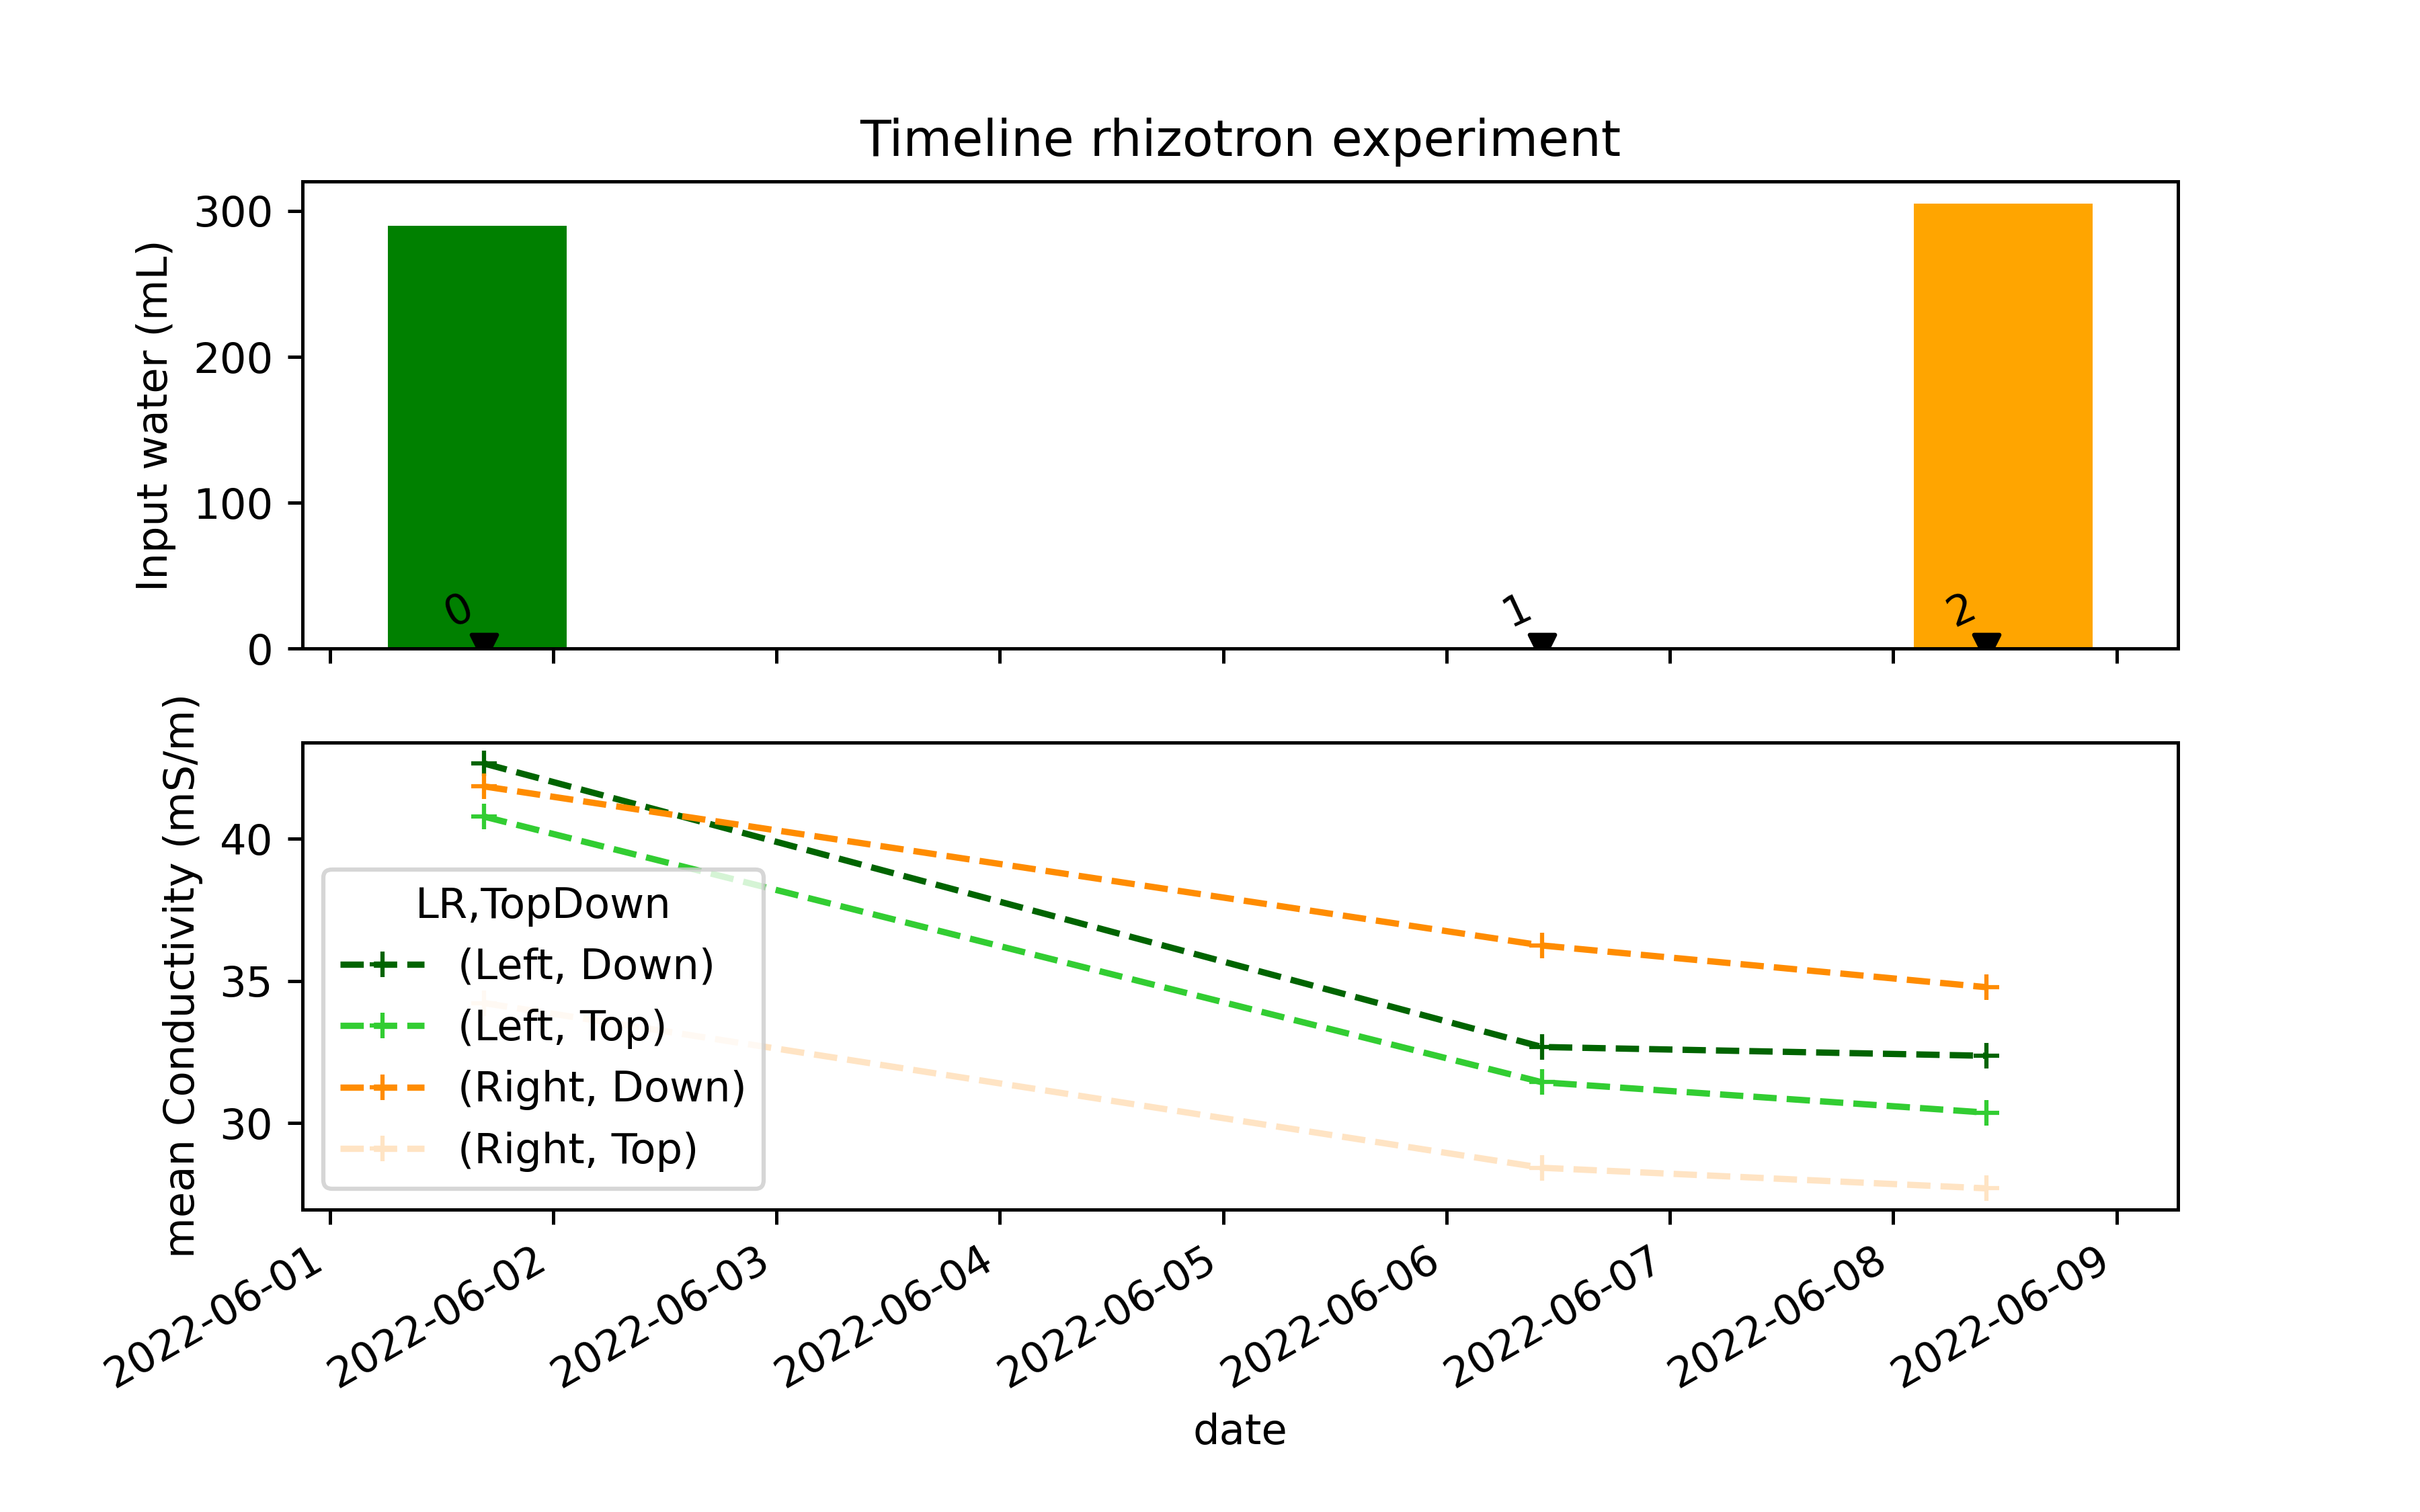 Timeline rhizotron experiment
Input water (mL)
300
200
100
0
0
1
2
mean Conductivity (mS/m)
40
35
30
LR,TopDown
(Left, Down)
(Left, Top)
(Right, Down)
(Right, Top)
2022-06-01
2022-06-02
2022-06-03
2022-06-04
2022-06-05
2022-06-06
2022-06-07
2022-06-08
2022-06-09
date